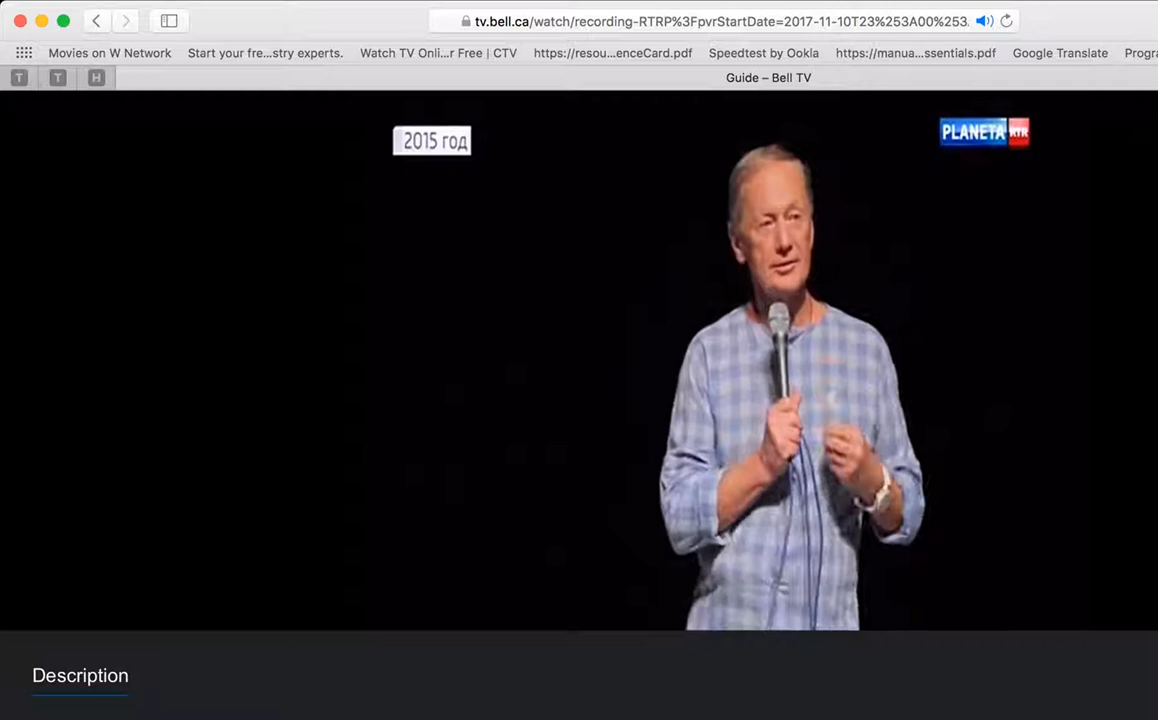 tv.bell.ca/watch/recording-RTRP%3FpvrStartDate=2017-11-10T23%253A00%253.
Movies on W Network Start your fre...stry experts. Watch TV Onli...r Free | CTV https://resou...enceCard.pdf Speedtest by Ookla https://manua...ssentials.pdf Google Translate Progra
T T H Guide – Bell TV
2015 год PLANETA RTR
Description